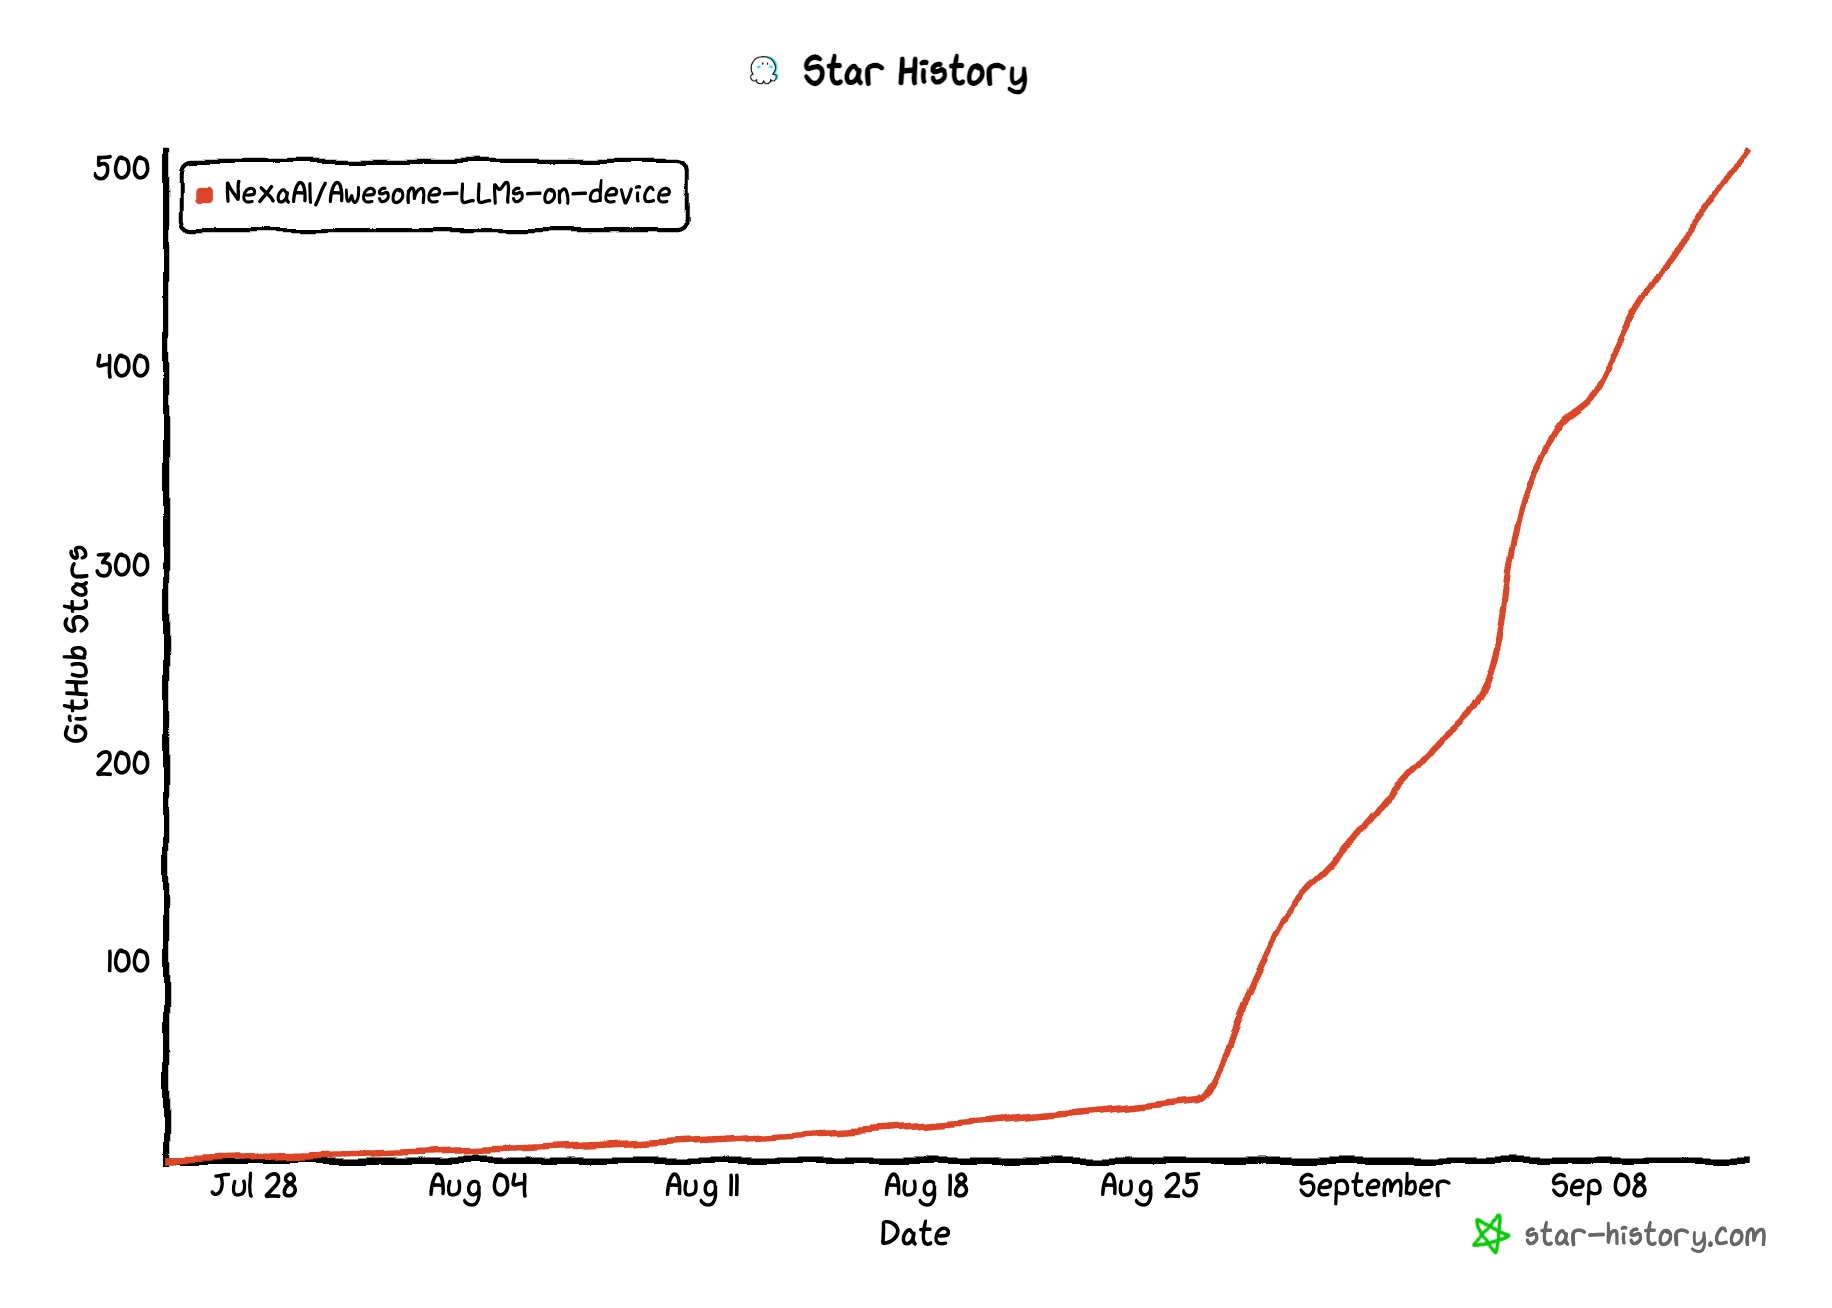 Star History
NexaAI/Awesome-LLMs-on-device
500
400
300
200
100
GitHub Stars
Jul 28
Aug 04
Aug 11
Aug 18
Aug 25
September
Sep 08
Date
star-history.com